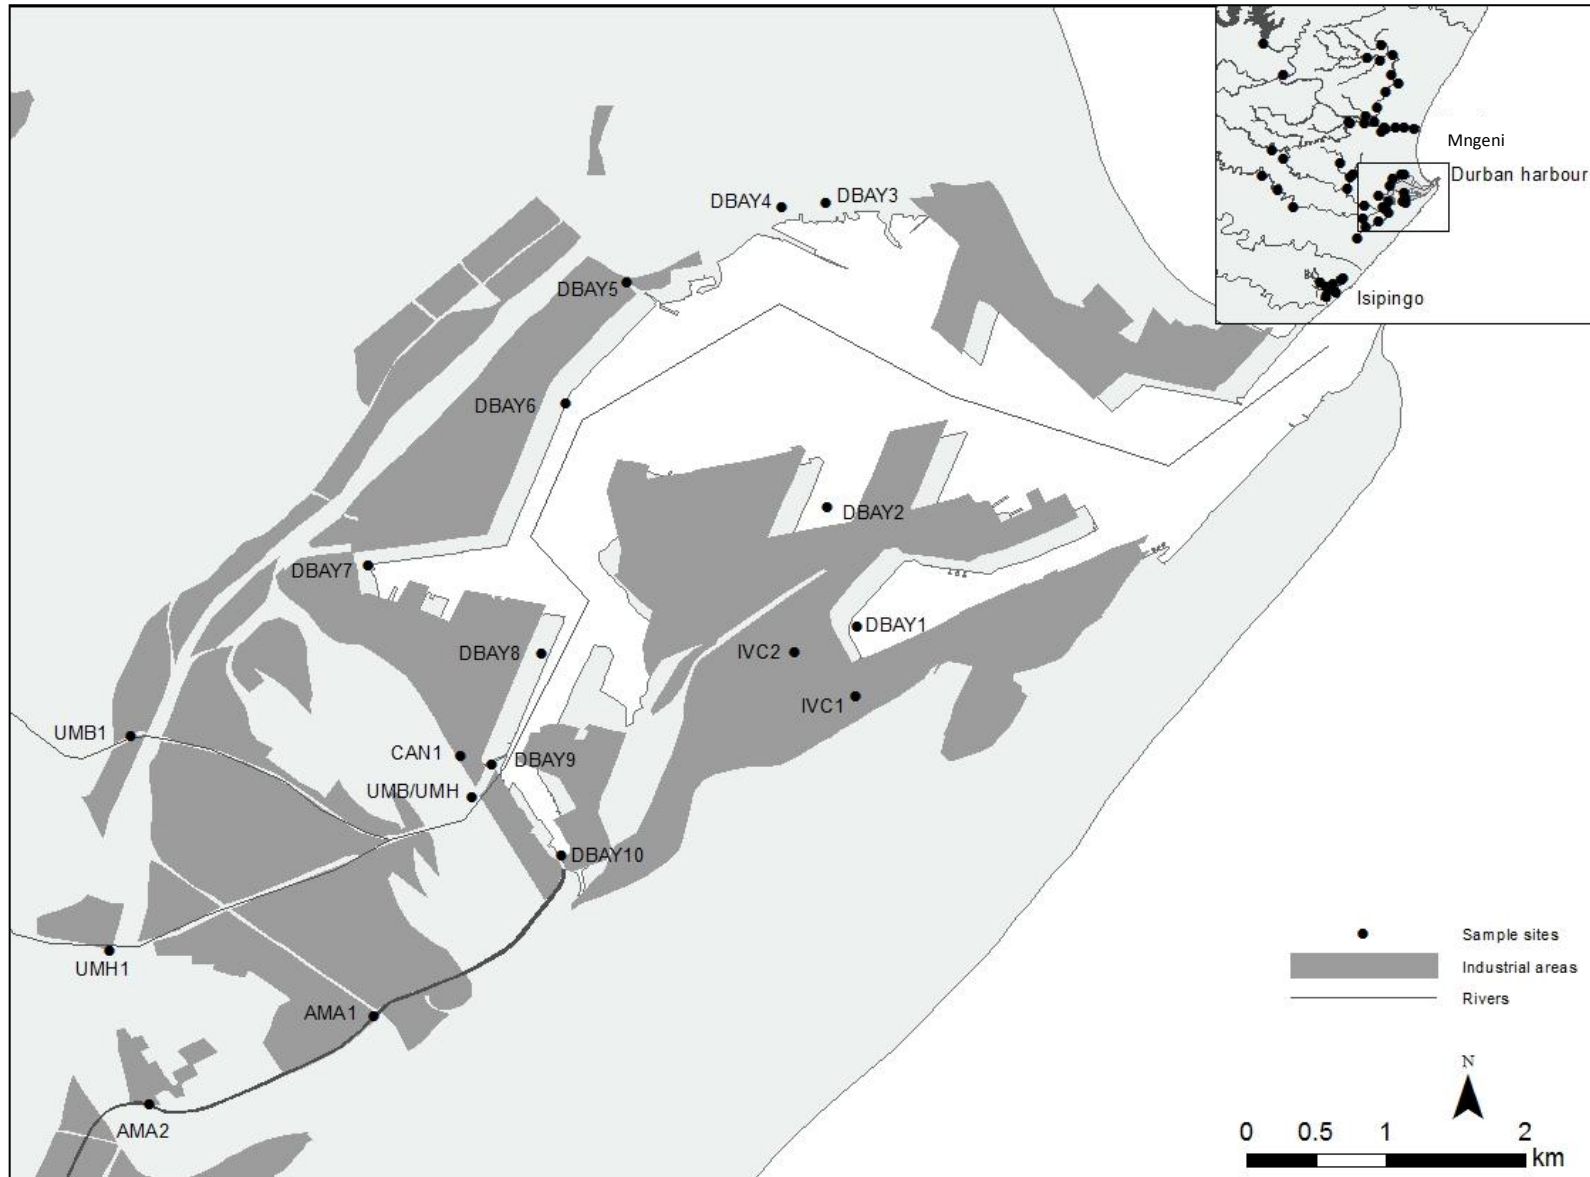 Mngeni
Durban harbour
Isipingo
DBAY4
DBAY3
DBAY5
DBAY6
DBAY2
DBAY7
DBAY1
DBAY8
IVC2
IVC1
UMB1
CAN1
DBAY9
UMB/UMH
DBAY10
UMH1
AMA1
AMA2
Sample sites
Industrial areas
Rivers
N
0 0.5 1 2
km